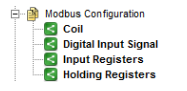 Modbus Configuration
Coil
Digital Input Signal
Input Registers
Holding Registers